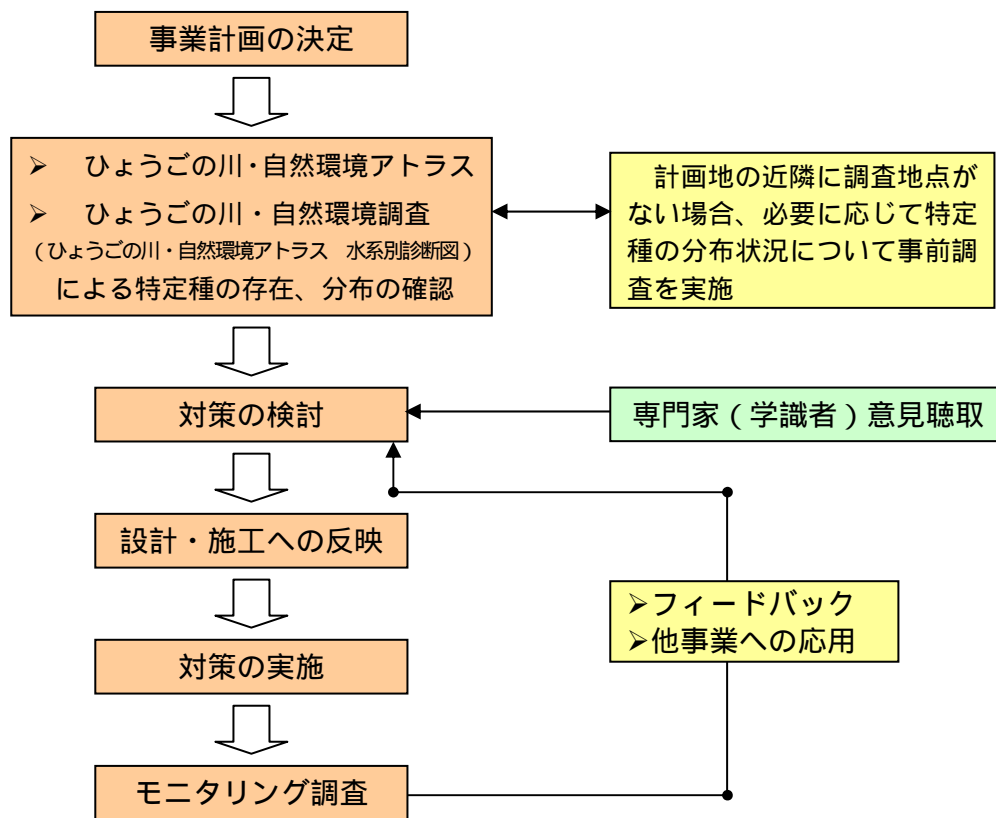 事業計画の決定
➢ ひょうごの川・自然環境アトラス
➢ ひょうごの川・自然環境調査
(ひょうごの川・自然環境アトラス 水系別診断図)
による特定種の存在、分布の確認
計画地の近隣に調査地点が
ない場合、必要に応じて特定
種の分布状況について事前調
査を実施
対策の検討
専門家(学識者)意見聴取
設計・施工への反映
➢フィードバック
➢他事業への応用
対策の実施
モニタリング調査